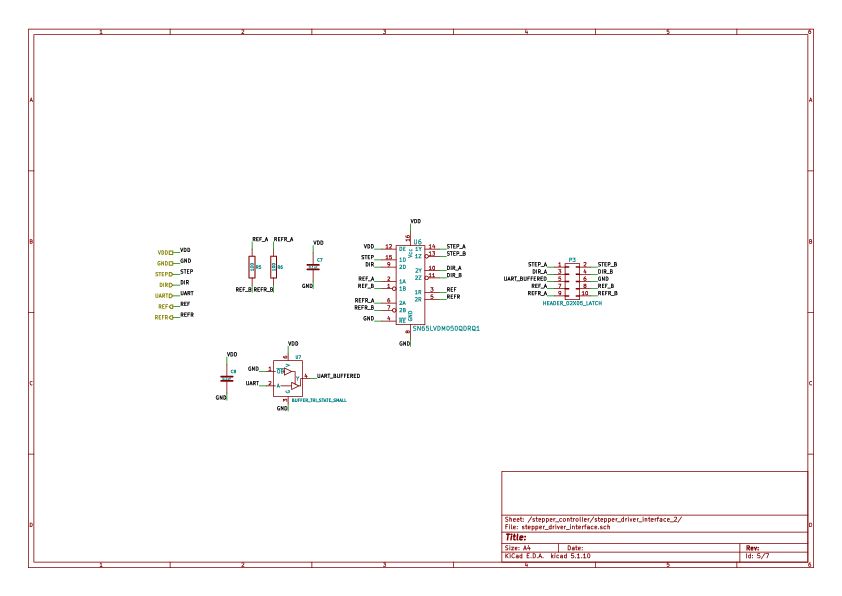 1 2 3 4 5 6
A A
B B
C C
D D
1 2 3 4 5 6
VDD VDD
GND GND
STEP STEP
DIR DIR
UART UART
REF REF
REFR REFR
REF_A REFR_A
R5 R6
REF_B REFR_B
VDD
C7
GND
VDD
16
U6
Vcc
VDD 12 DE 1Y 14 STEP_A
1Z 13 STEP_B
STEP 15 1D
DIR 9 2D 2Y 10 DIR_A
2Z 11 DIR_B
REF_A 2 1A
REF_B 1 1B 1R 3 REF
2R 5 REFR
REFR_A 6 2A
REFR_B 7 2B
GND 4 RE
GND
8
GND
SN65LVDM050QDRQ1
P3
STEP_A 1 2 STEP_B
DIR_A 3 4 DIR_B
UART_BUFFERED 5 6 GND
REF_A 7 8 REF_B
REFR_A 9 10 REFR_B
HEADER_02X05_LATCH
VDD
C8
GND
VDD
U7
V
GND 1 OE
Y 4 UART_BUFFERED
UART 2 A
G
3
GND
BUFFER_TRI_STATE_SMALL
Sheet: /stepper_controller/stepper_driver_interface_2/
File: stepper_driver_interface.sch
Title:
Size: A4 Date: Rev:
KiCad E.D.A. kicad 5.1.10 Id: 5/7